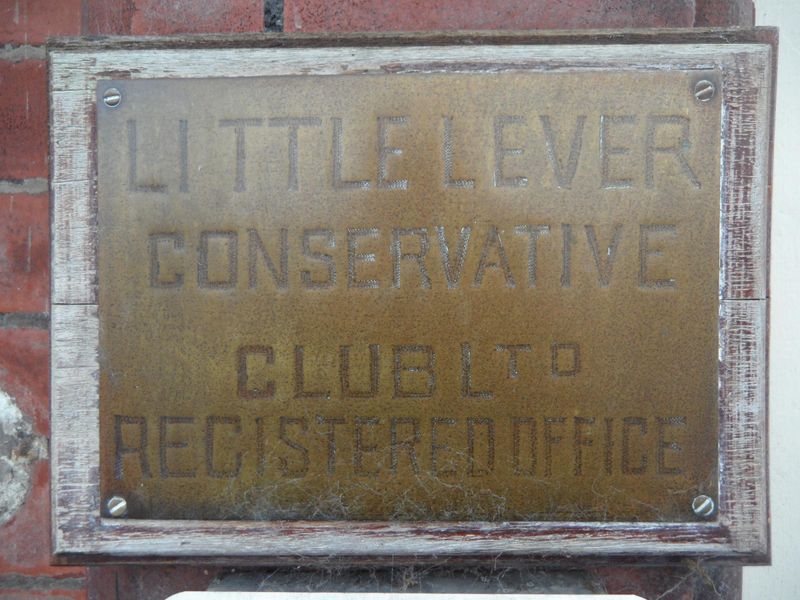 LITTLE LEVER
CONSERVATIVE
CLUB LTD
REGISTERED OFFICE